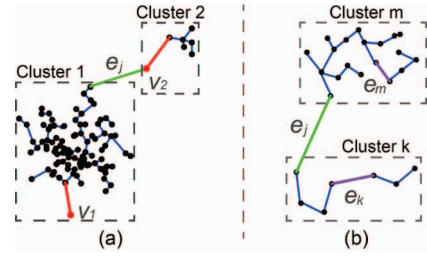 Cluster 2
Cluster 1
e_j
v_2
v_1
(a)
Cluster m
e_m
e_j
Cluster k
e_k
(b)